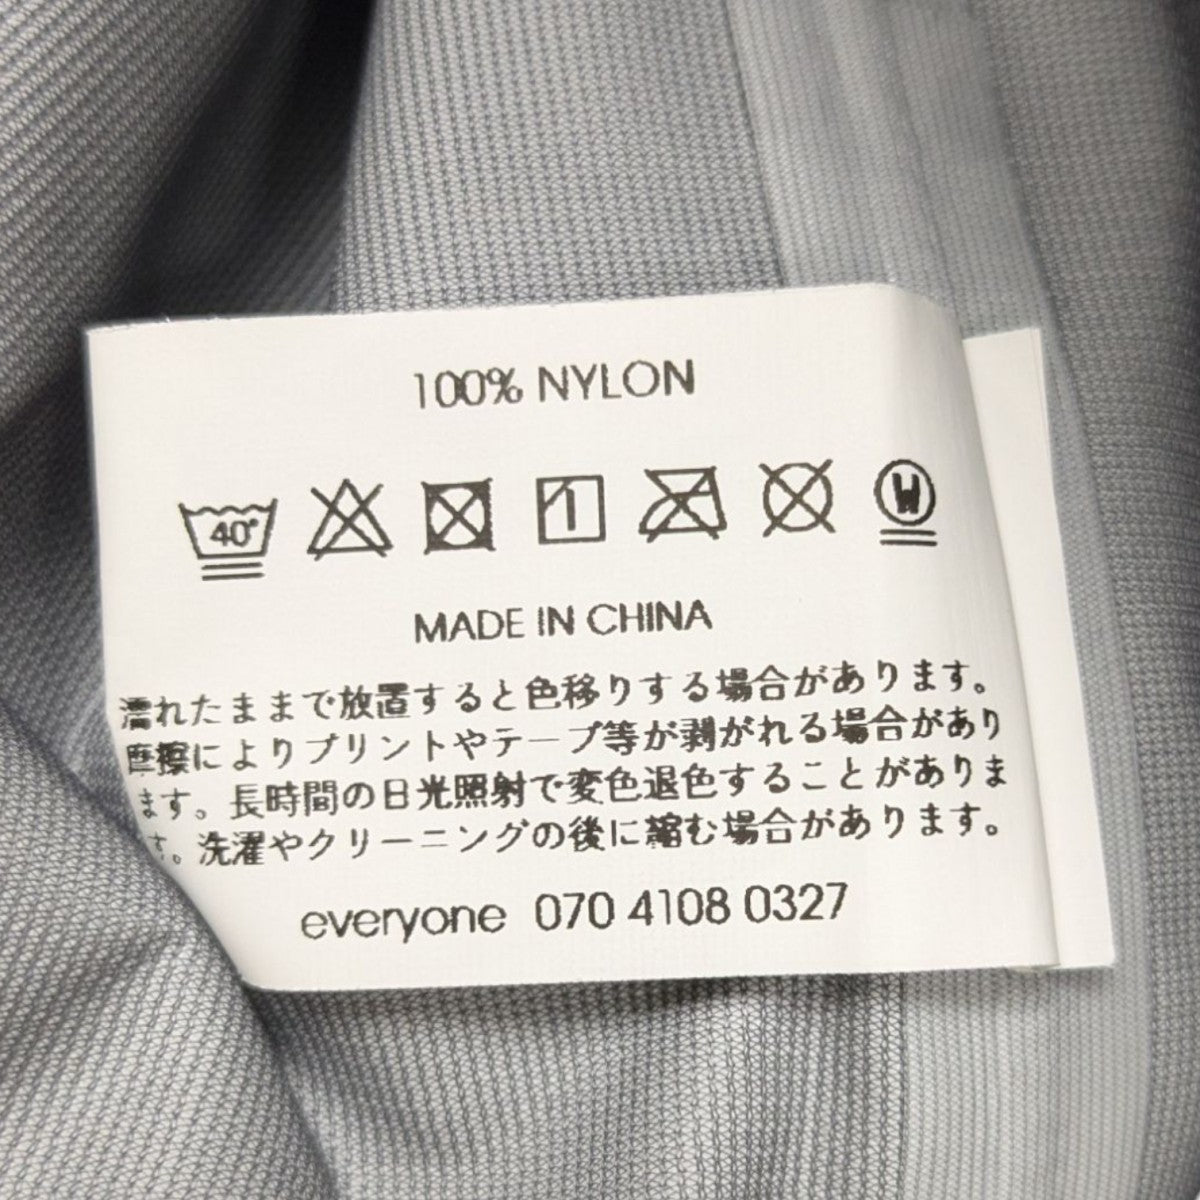 100% NYLON
40°
W
MADE IN CHINA
濡れたままで放置すると色移りする場合があります。
摩擦によりプリントやテープ等が剥がれる場合があり
ます。長時間の日光照射で変色退色することがありま
す。洗濯やクリーニングの後に縮む場合があります。
everyone 070 4108 0327